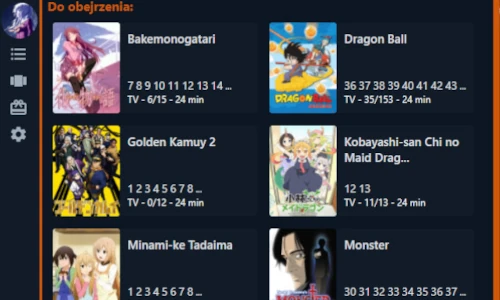 Do obejrzenia:
Bakemonogatari
7 8 9 10 11 12 13 14 ...
TV - 6/15 - 24 min
Dragon Ball
36 37 38 39 40 41 42 43 ...
TV - 35/153 - 24 min
DRAGON BALL
Golden Kamuy 2
1 2 3 4 5 6 7 8 ...
TV - 0/12 - 24 min
Kobayashi-san Chi no
Maid Drag...
12 13
TV - 11/13 - 24 min
Minami-ke Tadaima
1 2 3 4 5 6 7 8 ...
Monster
30 31 32 33 34 35 36 37 ...
MONSTER